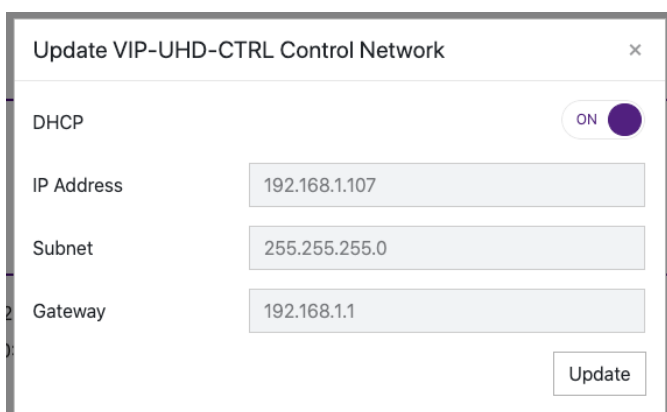 Update VIP-UHD-CTRL Control Network ×
DHCP ON
IP Address 192.168.1.107
Subnet 255.255.255.0
Gateway 192.168.1.1
Update